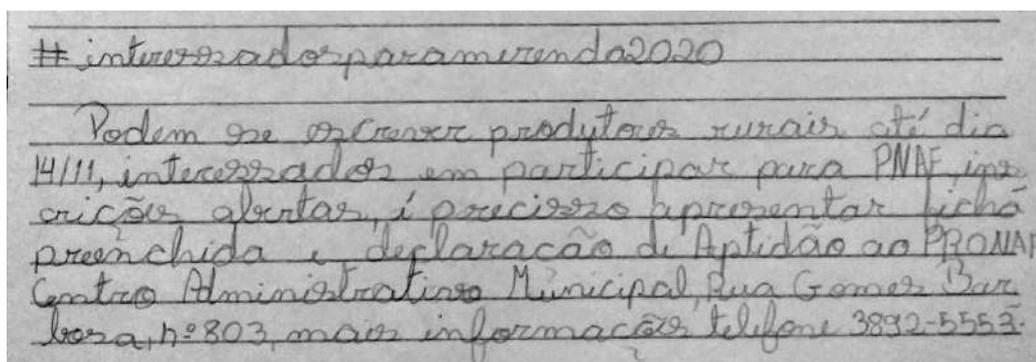 # interessadosparamerenda2020
Podem se escrever produtores rurais até dia
14/11, interessados em participar para PNAE, ins
crições abertas, é precisso apresentar ficha
preenchida e declaração di Aptidão ao PRONAF
Centro Administrativo Municipal, Rua Gomes Bar
bosa, nº 803, mais informações telefone 3892-5553.